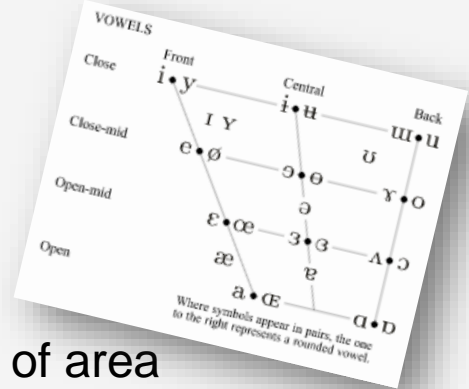 VOWELS
Front Central Back
Close i • y ɨ • ʉ ɯ • u
ɪ ʏ ʊ
Close-mid e • ø ɘ • ɵ ɤ • o
ə
Open-mid ɛ • œ ɜ • ɞ ʌ • ɔ
æ ɐ
Open a • ɶ ɑ • ɒ
Where symbols appear in pairs, the one
to the right represents a rounded vowel.
of area